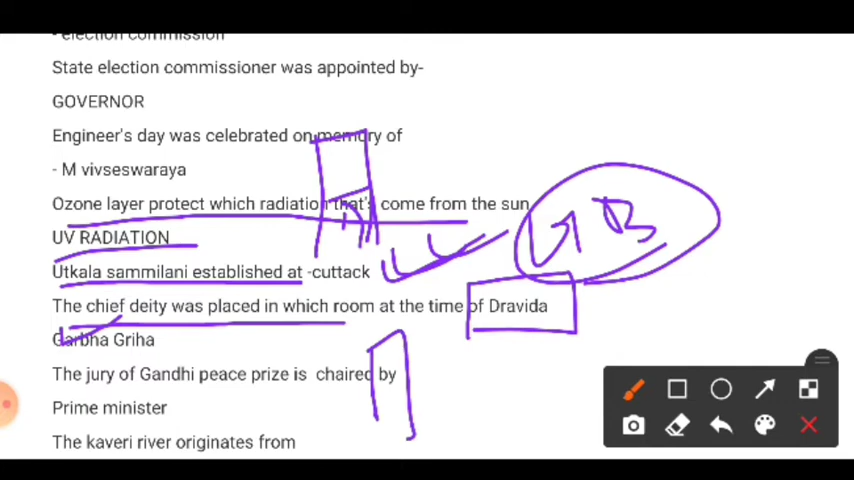 - election commission
State election commissioner was appointed by-
GOVERNOR
Engineer's day was celebrated on memory of
- M vivseswaraya
Ozone layer protect which radiation that's come from the sun
UV RADIATION
Utkala sammilani established at -cuttack
The chief deity was placed in which room at the time of Dravida
Garbha Griha
The jury of Gandhi peace prize is chaired by
Prime minister
The kaveri river originates from
GB